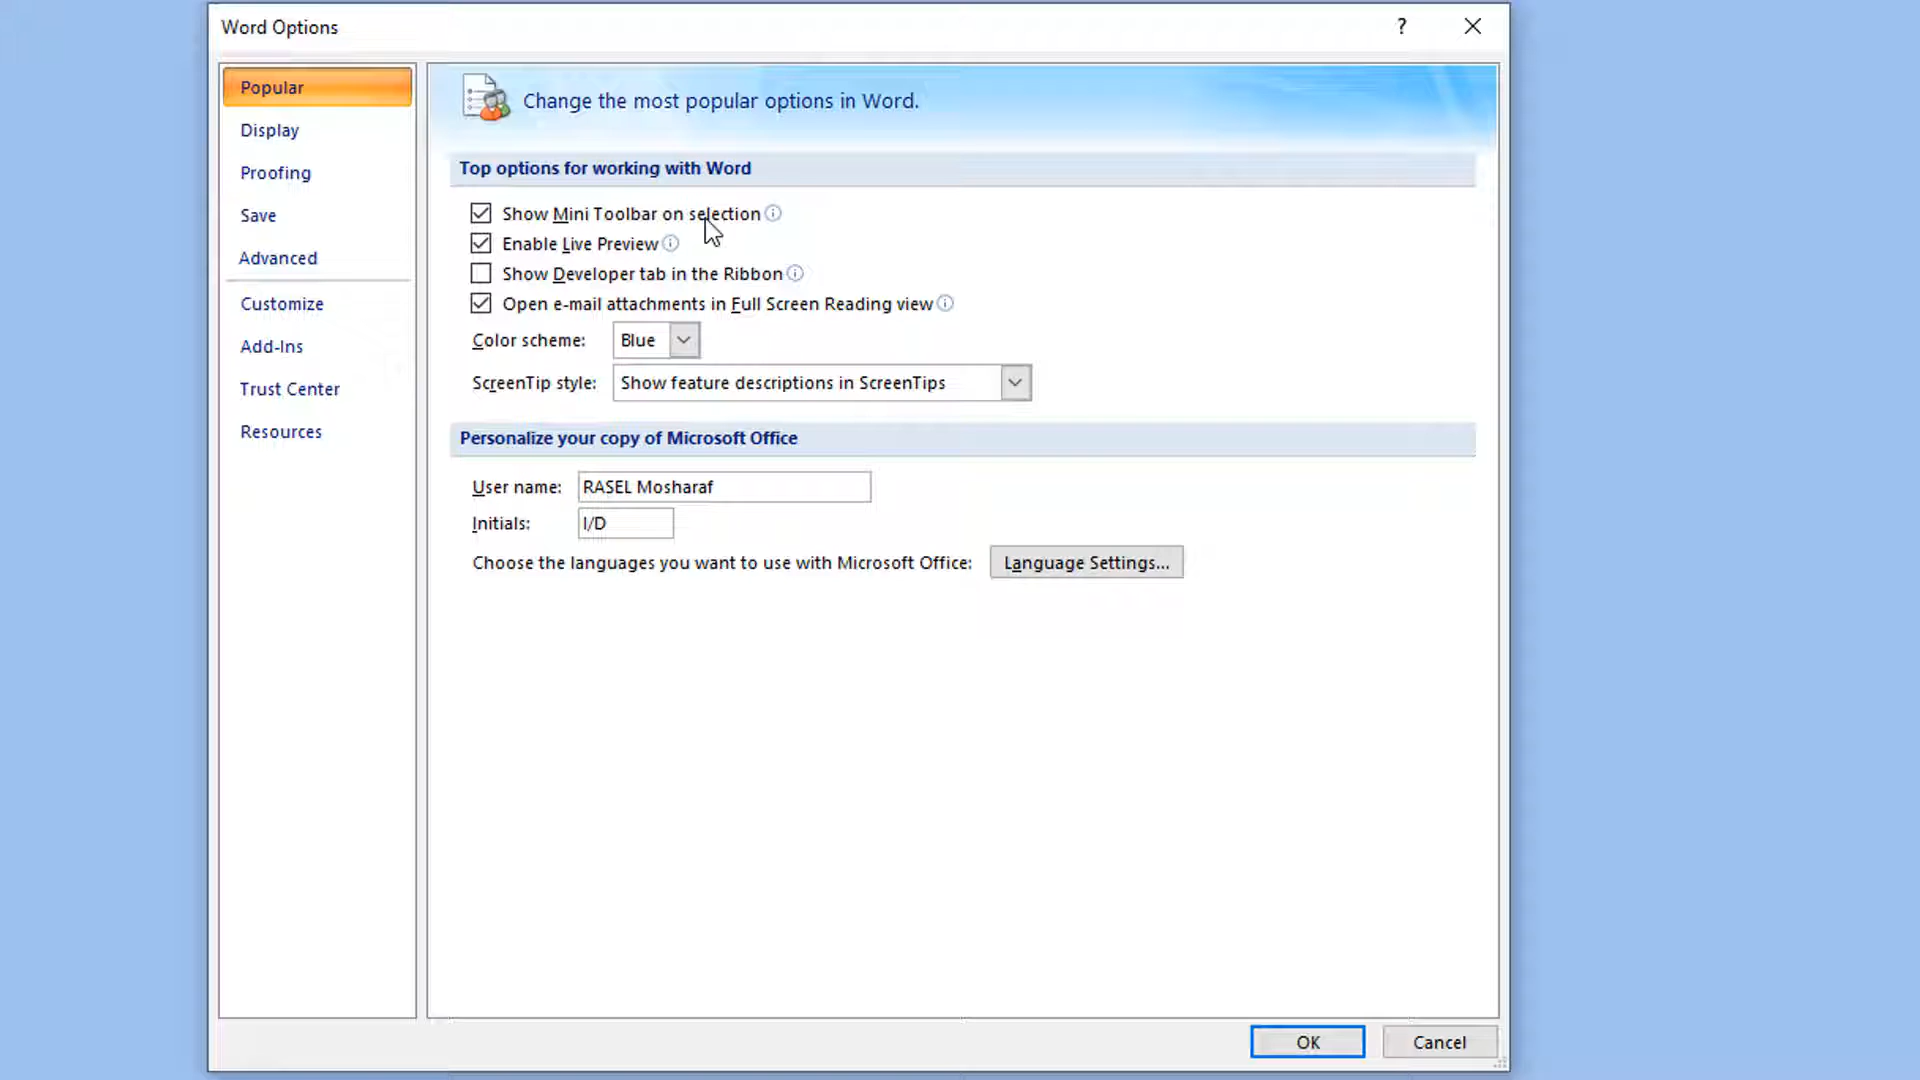 Word Options
?
Popular
Display
Proofing
Save
Advanced
Customize
Add-Ins
Trust Center
Resources
Change the most popular options in Word.
Top options for working with Word
Show Mini Toolbar on selection
Enable Live Preview
Show Developer tab in the Ribbon
Open e-mail attachments in Full Screen Reading view
Color scheme: Blue
ScreenTip style: Show feature descriptions in ScreenTips
Personalize your copy of Microsoft Office
User name: RASEL Mosharaf
Initials: I/D
Choose the languages you want to use with Microsoft Office: Language Settings...
OK Cancel